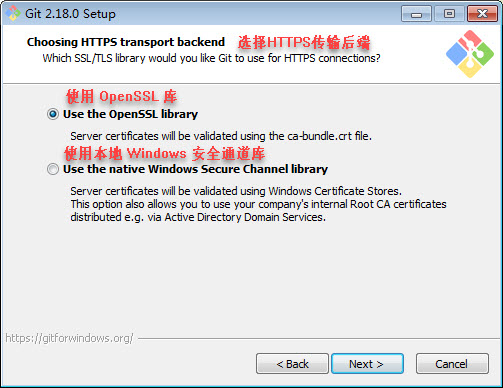 Git 2.18.0 Setup
Choosing HTTPS transport backend 选择HTTPS传输后端
Which SSL/TLS library would you like Git to use for HTTPS connections?
使用 OpenSSL 库
Use the OpenSSL library
Server certificates will be validated using the ca-bundle.crt file.
使用本地 Windows 安全通道库
Use the native Windows Secure Channel library
Server certificates will be validated using Windows Certificate Stores.
This option also allows you to use your company's internal Root CA certificates
distributed e.g. via Active Directory Domain Services.
https://gitforwindows.org/
< Back
Next >
Cancel